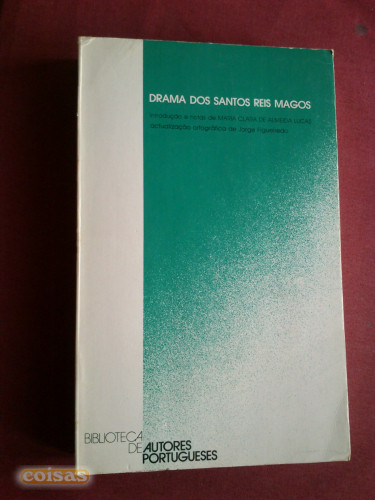 DRAMA DOS SANTOS REIS MAGOS
introdução e notas de MARIA CLARA DE ALMEIDA LUCAS
actualização ortográfica de Jorge Figueiredo
BIBLIOTECA
DE AUTORES
PORTUGUESES
coisas